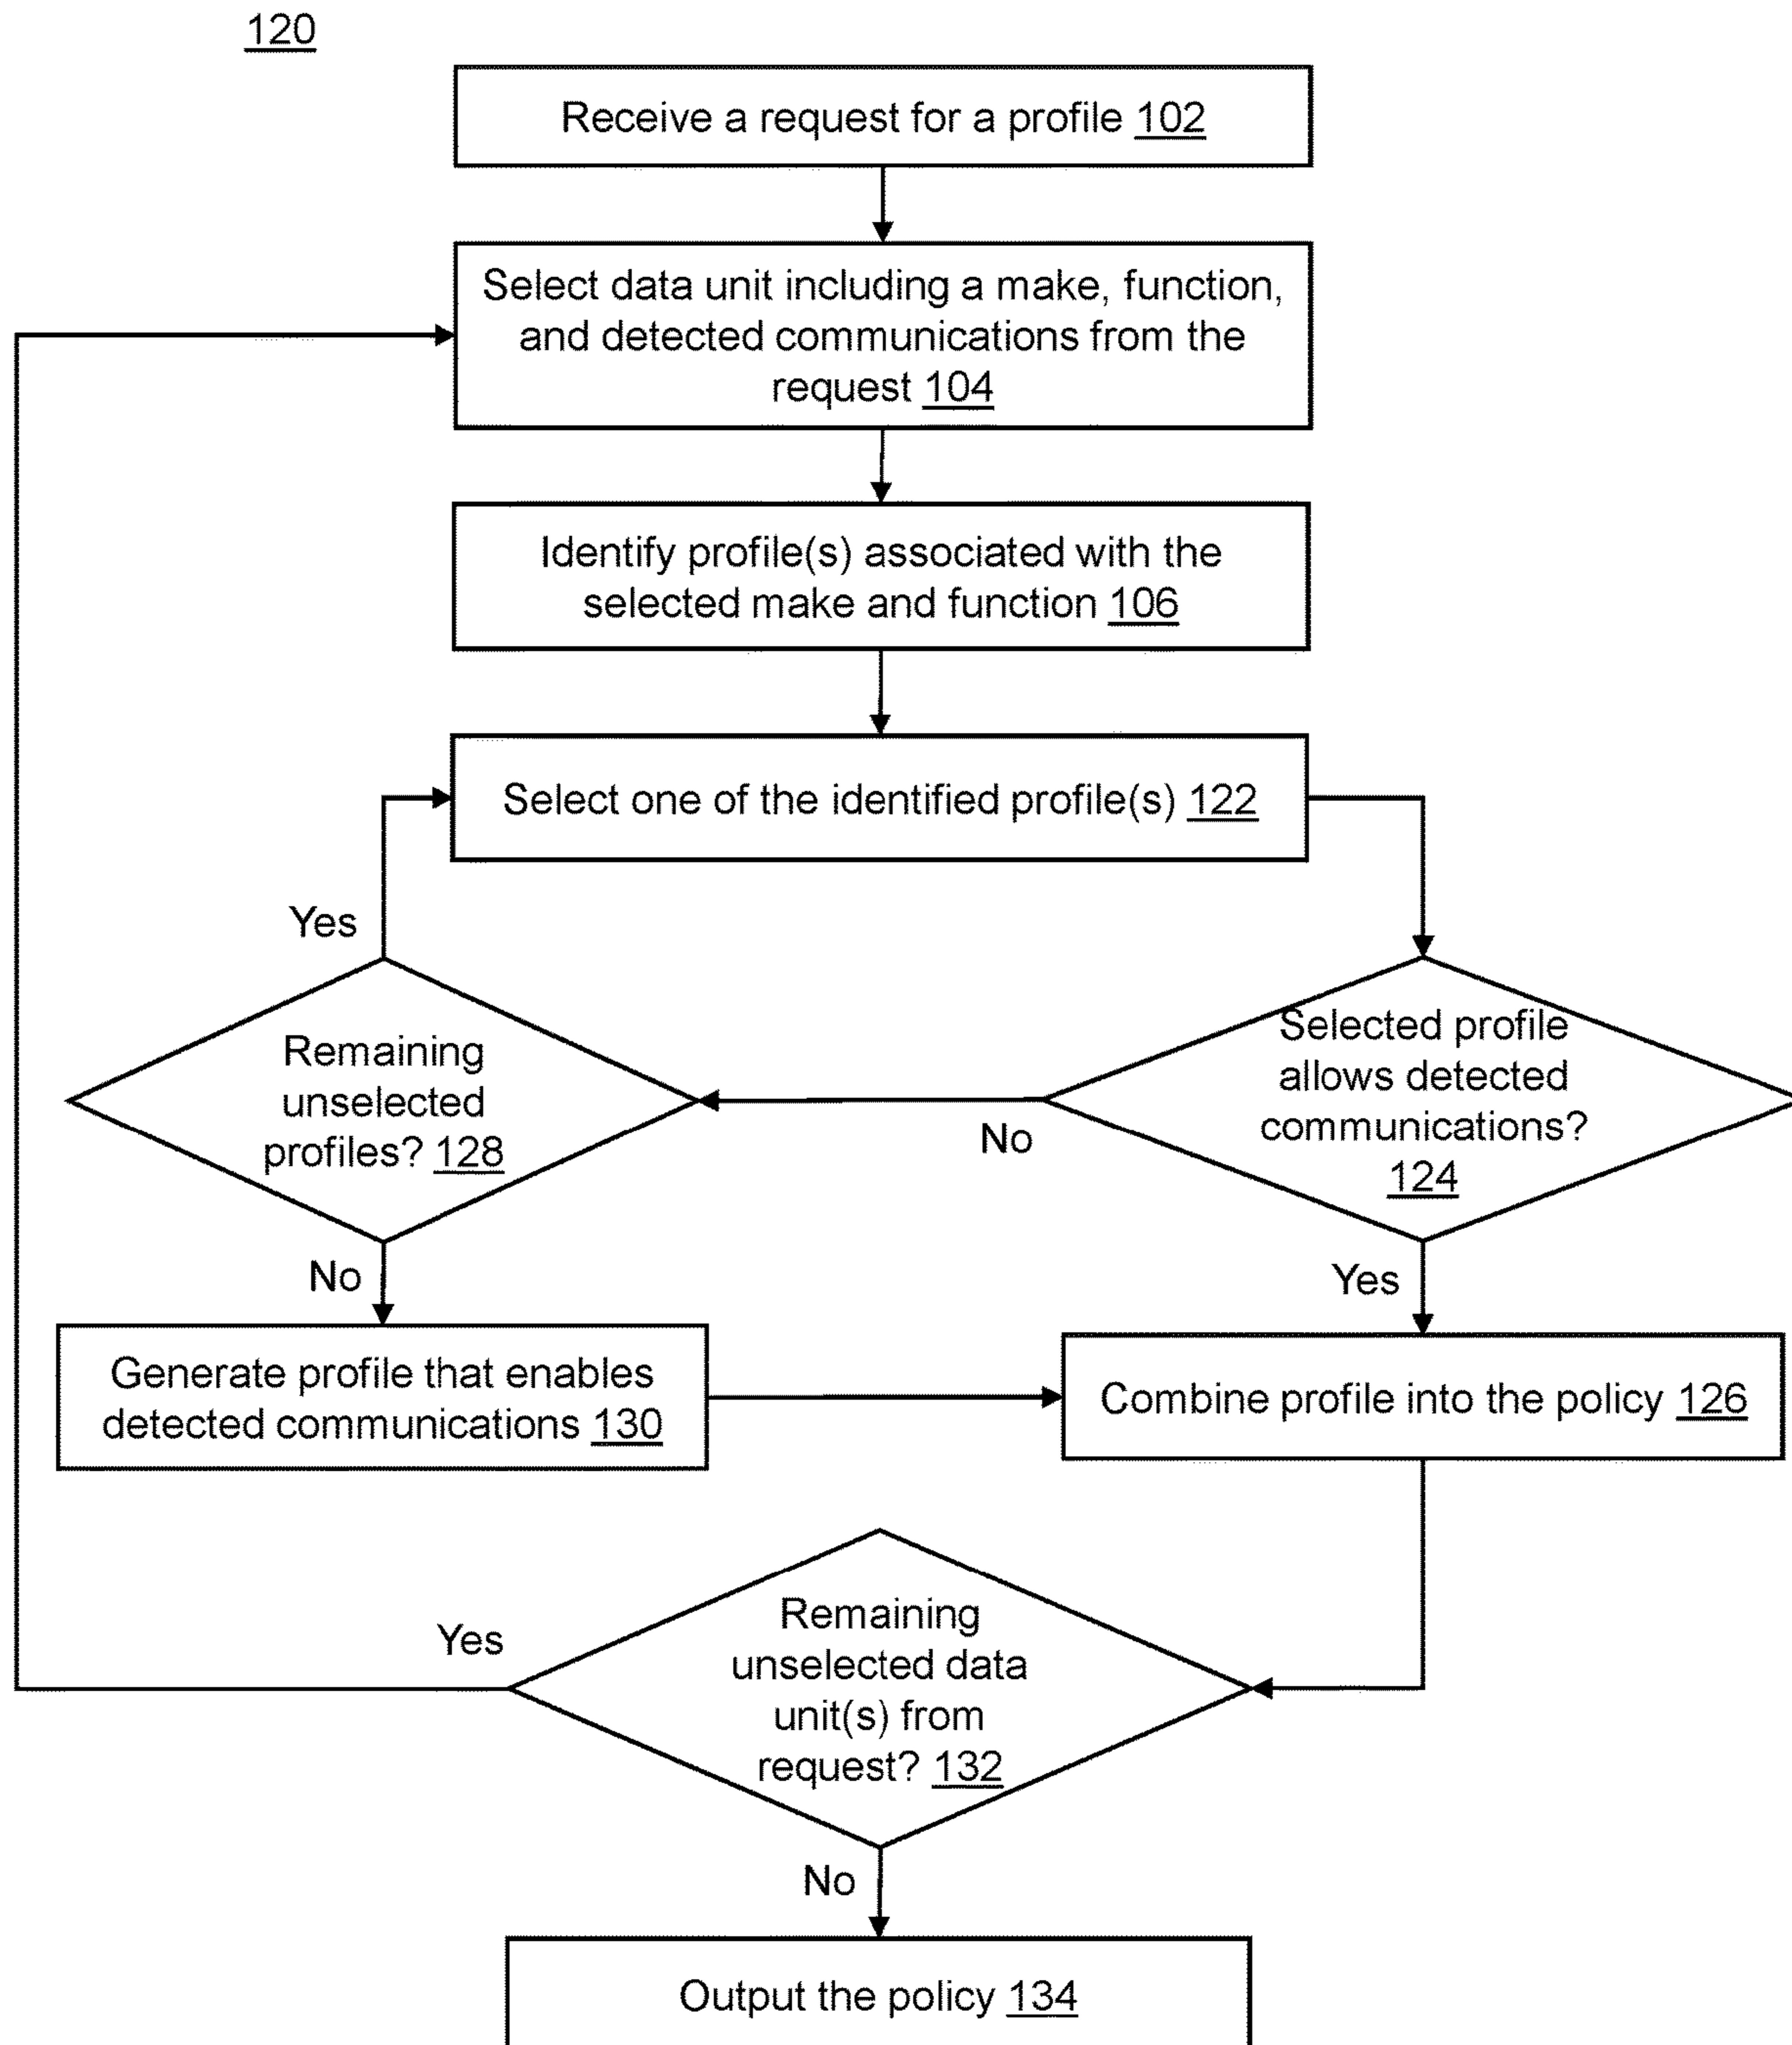 120
Receive a request for a profile 102
Select data unit including a make, function,
and detected communications from the
request 104
Identify profile(s) associated with the
selected make and function 106
Select one of the identified profile(s) 122
Yes
Remaining
unselected
profiles? 128
No
Selected profile
allows detected
communications?
124
No
Yes
Generate profile that enables
detected communications 130
Combine profile into the policy 126
Yes
Remaining
unselected data
unit(s) from
request? 132
No
Output the policy 134